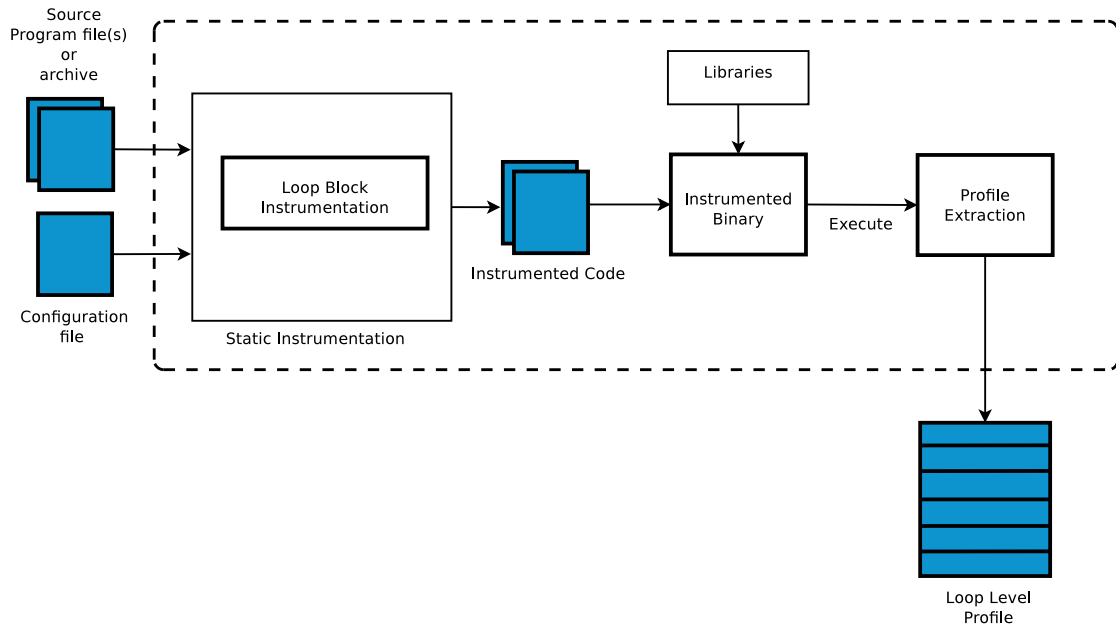 Source
Program file(s)
or
archive
Libraries
Loop Block
Instrumentation
Instrumented
Binary
Execute
Profile
Extraction
Instrumented Code
Configuration
file
Static Instrumentation
Loop Level
Profile